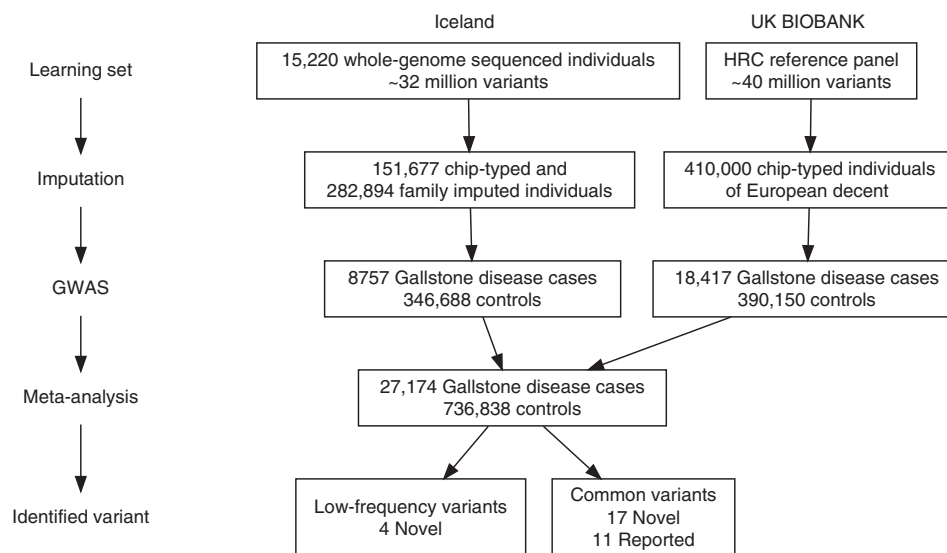 Iceland
UK BIOBANK
Learning set
15,220 whole-genome sequenced individuals
~32 million variants
HRC reference panel
~40 million variants
Imputation
151,677 chip-typed and
282,894 family imputed individuals
410,000 chip-typed individuals
of European decent
GWAS
8757 Gallstone disease cases
346,688 controls
18,417 Gallstone disease cases
390,150 controls
Meta-analysis
27,174 Gallstone disease cases
736,838 controls
Identified variant
Low-frequency variants
4 Novel
Common variants
17 Novel
11 Reported